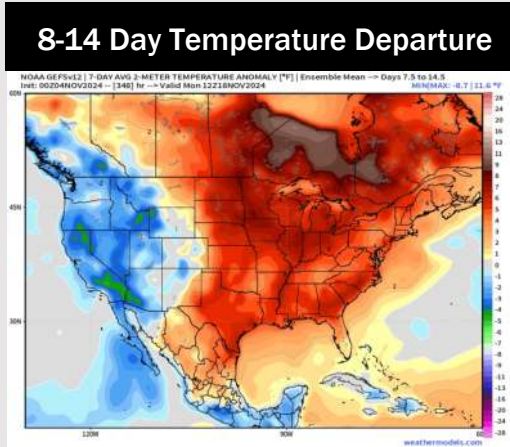 8-14 Day Temperature Departure
NOAA GEFSv12 | 7-DAY AVG 2-METER TEMPERATURE ANOMALY [°F] | Ensemble Mean --> Days 7.5 to 14.5
Init: 00Z04NOV2024 -- [348] hr --> Valid Mon 12Z18NOV2024
MIN|MAX: -8.7 | 11.6 °F
60N
45N
30N
120W
90W
weathermodels.com